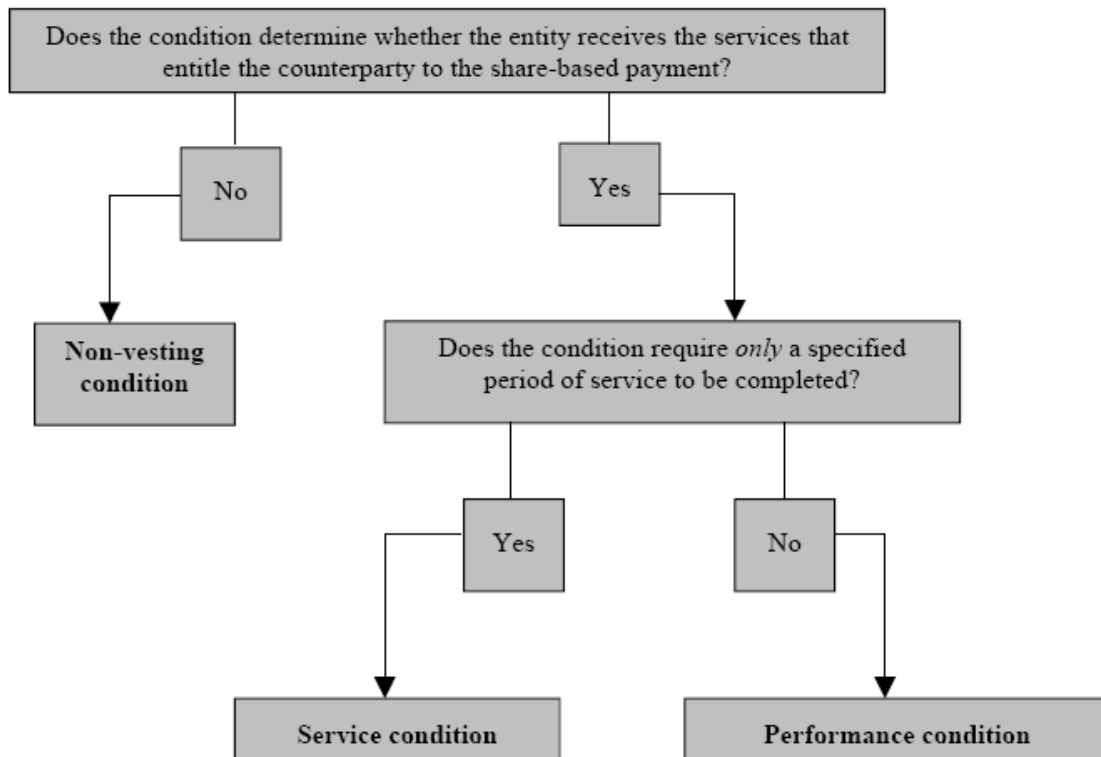 Does the condition determine whether the entity receives the services that
entitle the counterparty to the share-based payment?
No
Yes
Non-vesting
condition
Does the condition require only a specified
period of service to be completed?
Yes
No
Service condition
Performance condition